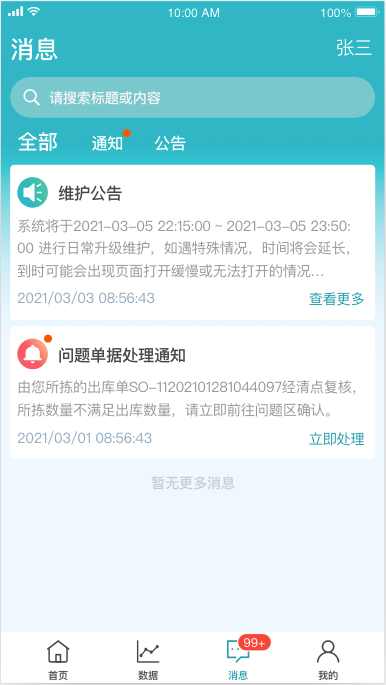 10:00 AM
100%
消息
张三
请搜索标题或内容
全部 通知 公告
维护公告
系统将于2021-03-05 22:15:00 ~ 2021-03-05 23:50:
00 进行日常升级维护，如遇特殊情况，时间将会延长，
到时可能会出现页面打开缓慢或无法打开的情况...
2021/03/03 08:56:43
查看更多
问题单据处理通知
由您所拣的出库单SO-11202101281044097经清点复核，
所拣数量不满足出库数量，请立即前往问题区确认。
2021/03/01 08:56:43
立即处理
暂无更多消息
99+
首页 数据 消息 我的